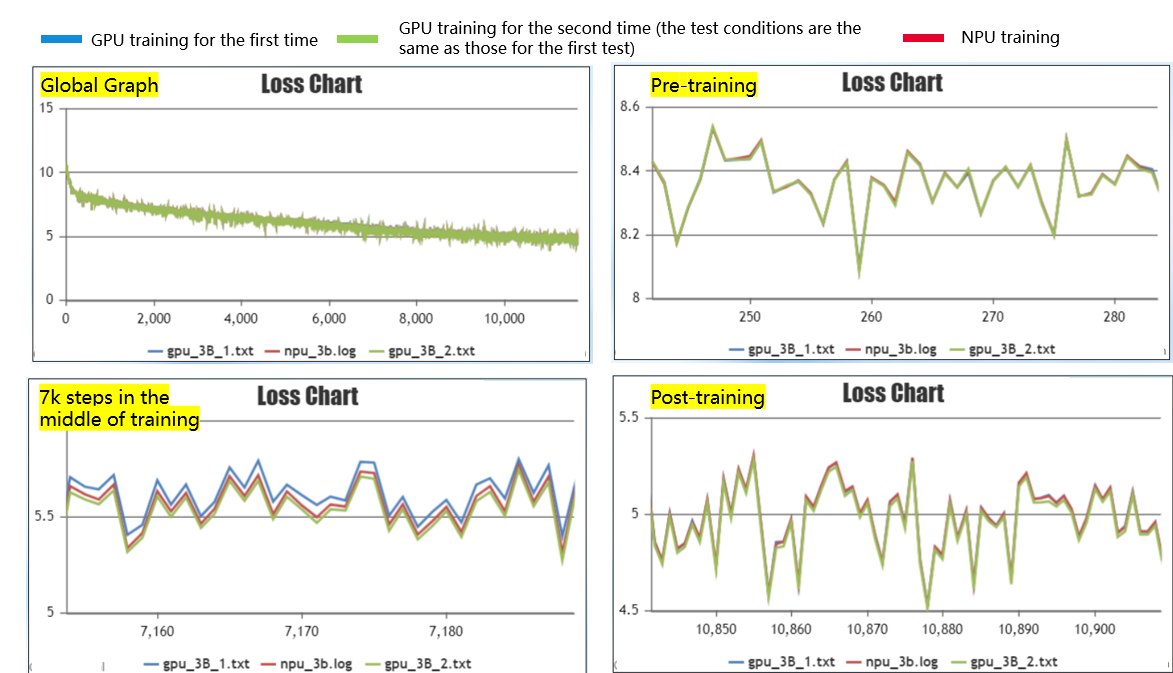 GPU training for the first time
GPU training for the second time (the test conditions are the
same as those for the first test)
NPU training
Global Graph
Loss Chart
15
10
5
0
0 2,000 4,000 6,000 8,000 10,000
gpu_3B_1.txt npu_3b.log gpu_3B_2.txt
Pre-training
Loss Chart
8.6
8.4
8.2
8
250 260 270 280
gpu_3B_1.txt npu_3b.log gpu_3B_2.txt
7k steps in the
middle of training
Loss Chart
5.5
5
7,160 7,170 7,180
gpu_3B_1.txt npu_3b.log gpu_3B_2.txt
Post-training
Loss Chart
5.5
5
4.5
10,850 10,860 10,870 10,880 10,890 10,900
gpu_3B_1.txt npu_3b.log gpu_3B_2.txt